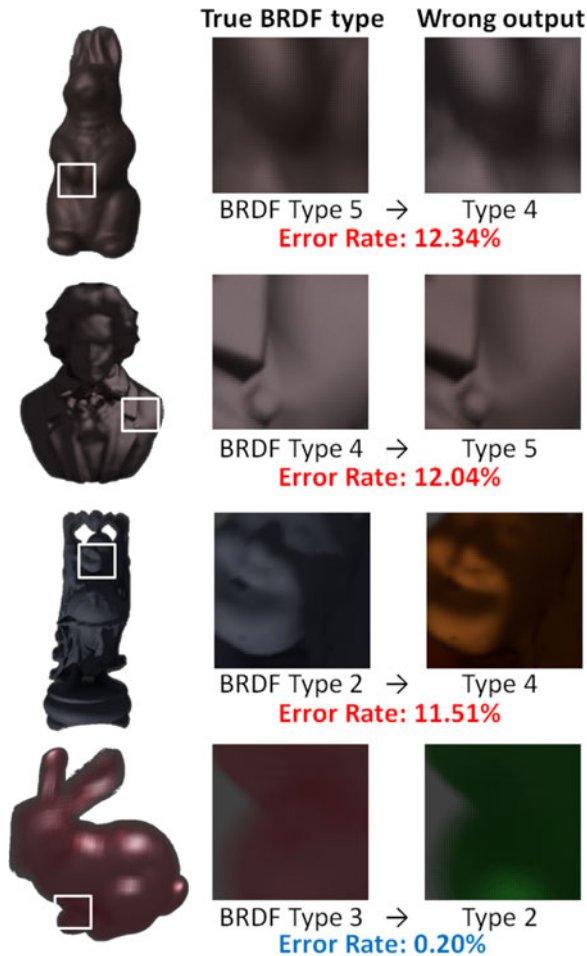 True BRDF type Wrong output
BRDF Type 5 → Type 4
Error Rate: 12.34%
BRDF Type 4 → Type 5
Error Rate: 12.04%
BRDF Type 2 → Type 4
Error Rate: 11.51%
BRDF Type 3 → Type 2
Error Rate: 0.20%